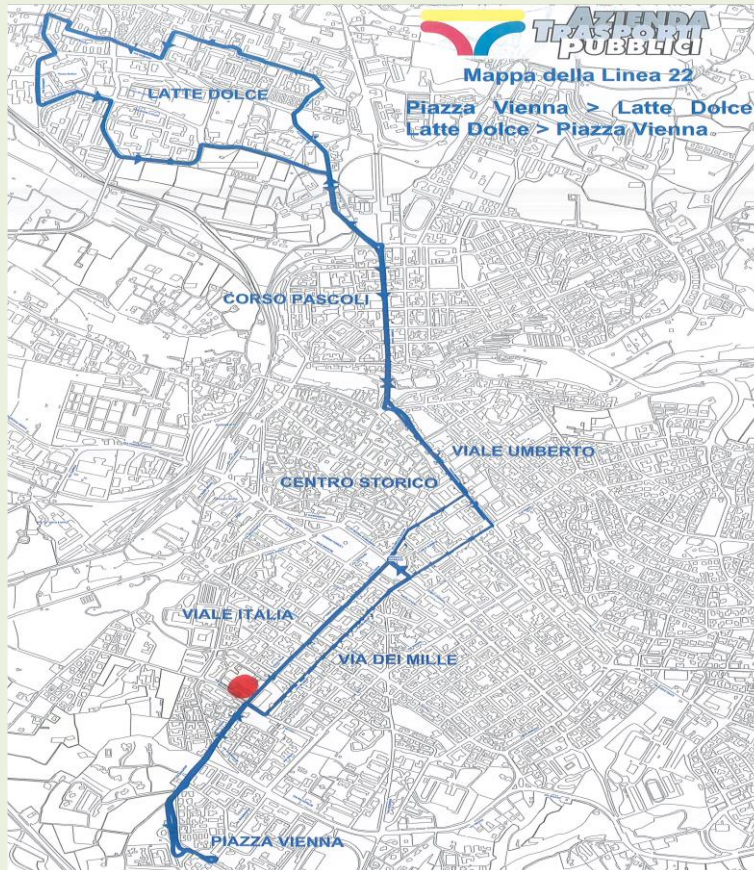 AZIENDA
TRASPORTI
PUBBLICI
Mappa della Linea 22
Piazza Vienna > Latte Dolce
Latte Dolce > Piazza Vienna
LATTE DOLCE
CORSO PASCOLI
VIALE UMBERTO
CENTRO STORICO
VIALE ITALIA
VIA DEI MILLE
PIAZZA VIENNA